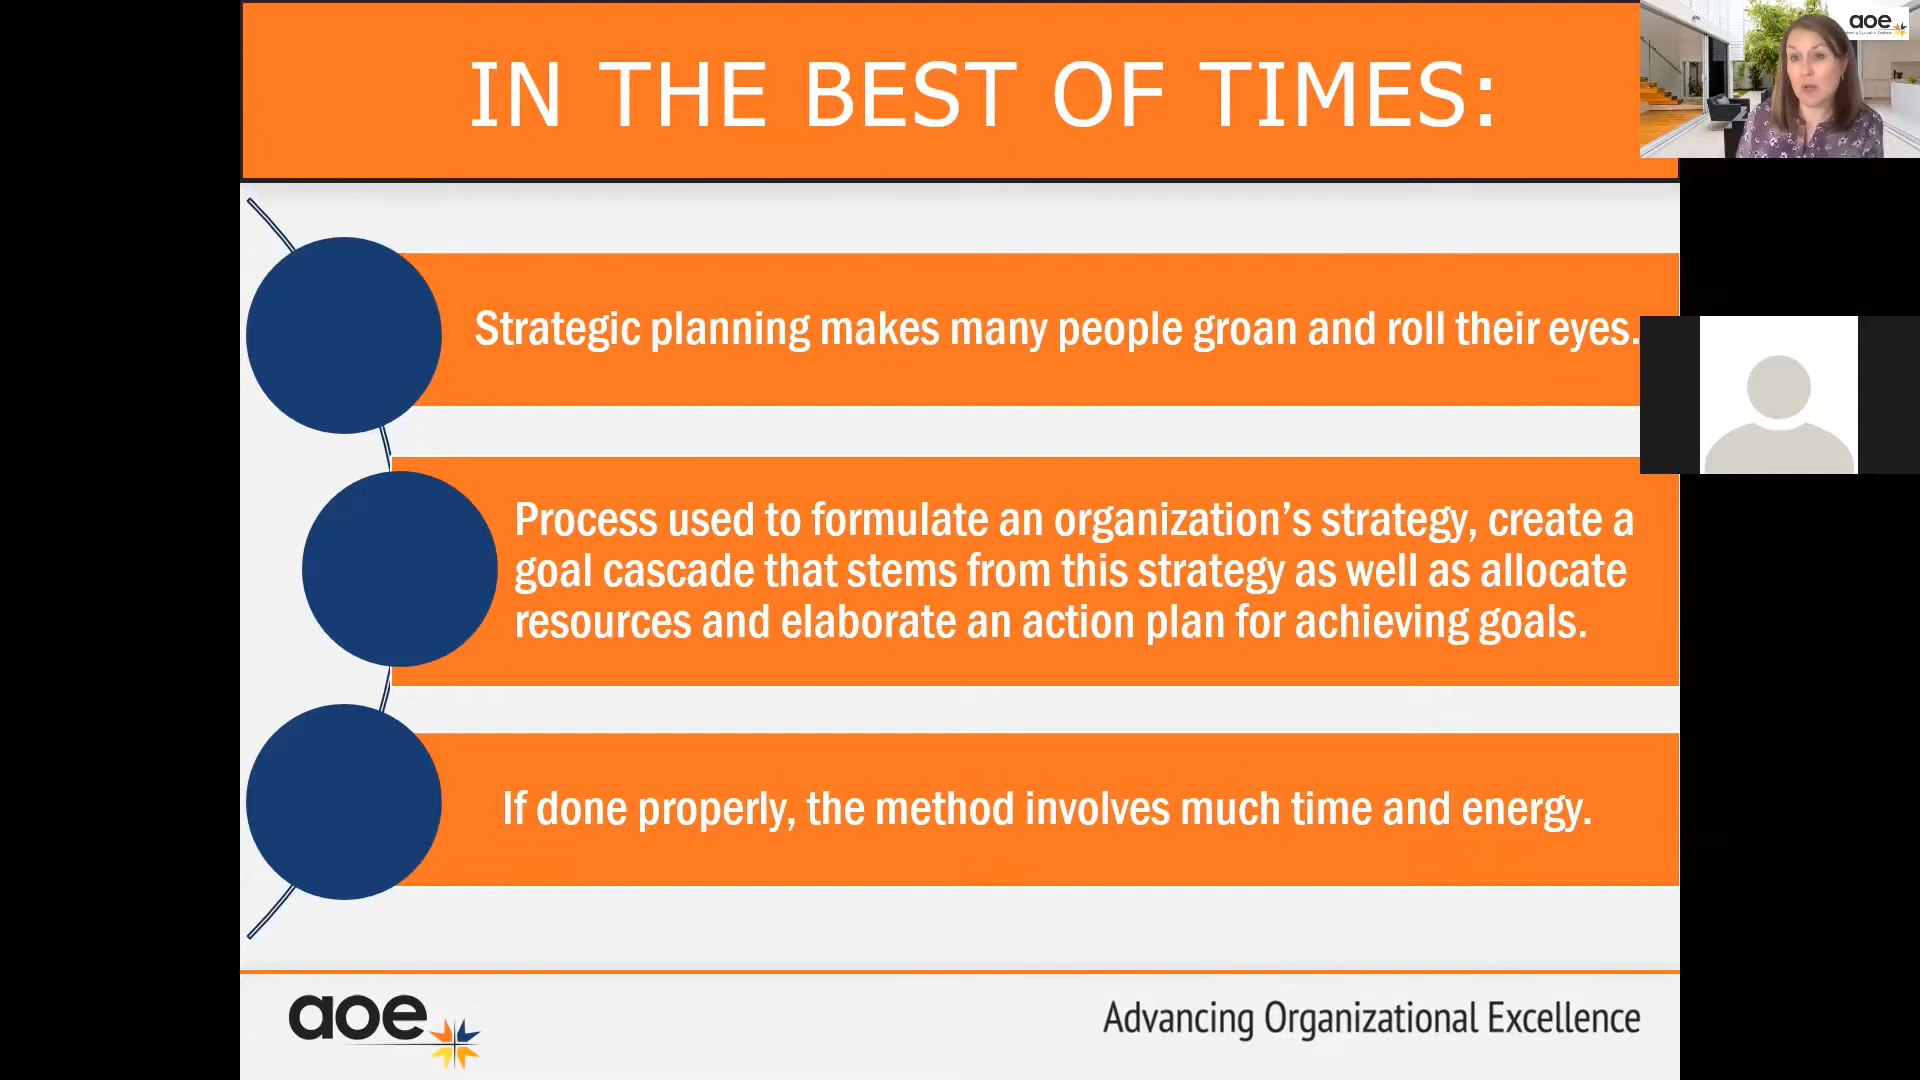 IN THE BEST OF TIMES:
aoe
Strategic planning makes many people groan and roll their eyes.
Process used to formulate an organization’s strategy, create a
goal cascade that stems from this strategy as well as allocate
resources and elaborate an action plan for achieving goals.
If done properly, the method involves much time and energy.
aoe
Advancing Organizational Excellence